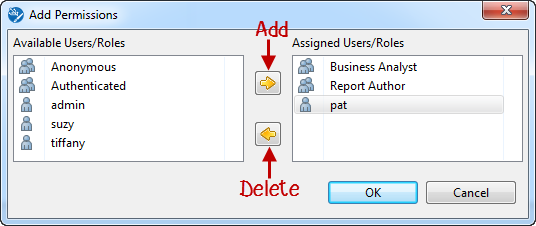 Add Permissions
Add
Available Users/Roles
Assigned Users/Roles
Anonymous
Authenticated
admin
suzy
tiffany
Business Analyst
Report Author
pat
Delete
OK
Cancel